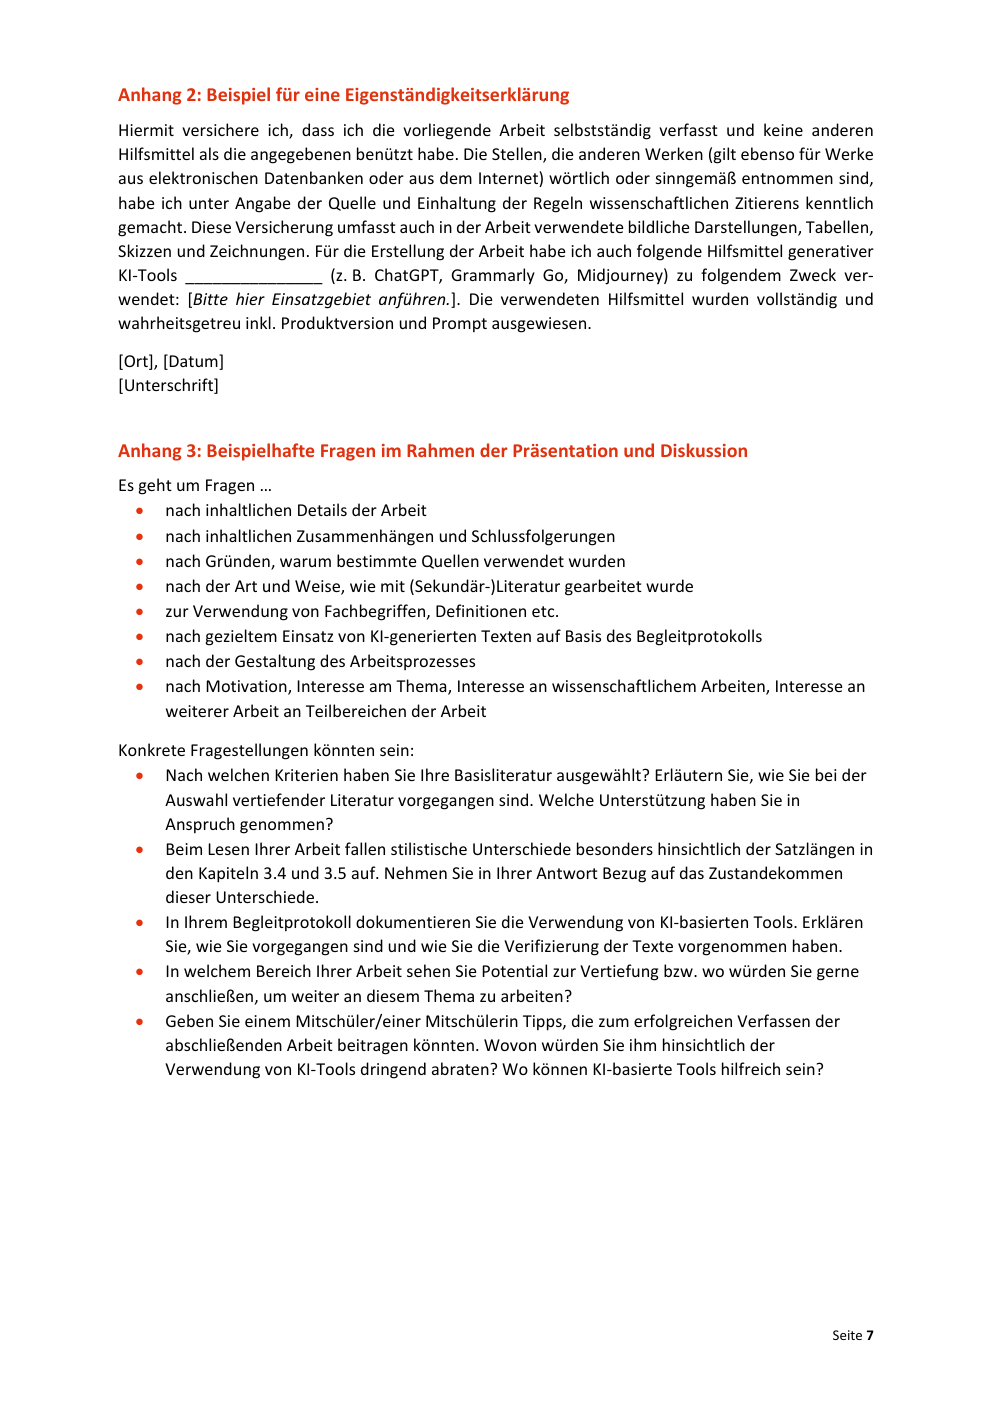 Anhang 2: Beispiel für eine Eigenständigkeitserklärung
Hiermit versichere ich, dass ich die vorliegende Arbeit selbstständig verfasst und keine anderen
Hilfsmittel als die angegebenen benützt habe. Die Stellen, die anderen Werken (gilt ebenso für Werke
aus elektronischen Datenbanken oder aus dem Internet) wörtlich oder sinngemäß entnommen sind,
habe ich unter Angabe der Quelle und Einhaltung der Regeln wissenschaftlichen Zitierens kenntlich
gemacht. Diese Versicherung umfasst auch in der Arbeit verwendete bildliche Darstellungen, Tabellen,
Skizzen und Zeichnungen. Für die Erstellung der Arbeit habe ich auch folgende Hilfsmittel generativer
KI-Tools _______________ (z. B. ChatGPT, Grammarly Go, Midjourney) zu folgendem Zweck ver-
wendet: [Bitte hier Einsatzgebiet anführen.]. Die verwendeten Hilfsmittel wurden vollständig und
wahrheitsgetreu inkl. Produktversion und Prompt ausgewiesen.
[Ort], [Datum]
[Unterschrift]
Anhang 3: Beispielhafte Fragen im Rahmen der Präsentation und Diskussion
Es geht um Fragen …
• nach inhaltlichen Details der Arbeit
• nach inhaltlichen Zusammenhängen und Schlussfolgerungen
• nach Gründen, warum bestimmte Quellen verwendet wurden
• nach der Art und Weise, wie mit (Sekundär-)Literatur gearbeitet wurde
• zur Verwendung von Fachbegriffen, Definitionen etc.
• nach gezieltem Einsatz von KI-generierten Texten auf Basis des Begleitprotokolls
• nach der Gestaltung des Arbeitsprozesses
• nach Motivation, Interesse am Thema, Interesse an wissenschaftlichem Arbeiten, Interesse an
weiterer Arbeit an Teilbereichen der Arbeit
Konkrete Fragestellungen könnten sein:
• Nach welchen Kriterien haben Sie Ihre Basisliteratur ausgewählt? Erläutern Sie, wie Sie bei der
Auswahl vertiefender Literatur vorgegangen sind. Welche Unterstützung haben Sie in
Anspruch genommen?
• Beim Lesen Ihrer Arbeit fallen stilistische Unterschiede besonders hinsichtlich der Satzlängen in
den Kapiteln 3.4 und 3.5 auf. Nehmen Sie in Ihrer Antwort Bezug auf das Zustandekommen
dieser Unterschiede.
• In Ihrem Begleitprotokoll dokumentieren Sie die Verwendung von KI-basierten Tools. Erklären
Sie, wie Sie vorgegangen sind und wie Sie die Verifizierung der Texte vorgenommen haben.
• In welchem Bereich Ihrer Arbeit sehen Sie Potential zur Vertiefung bzw. wo würden Sie gerne
anschließen, um weiter an diesem Thema zu arbeiten?
• Geben Sie einem Mitschüler/einer Mitschülerin Tipps, die zum erfolgreichen Verfassen der
abschließenden Arbeit beitragen könnten. Wovon würden Sie ihm hinsichtlich der
Verwendung von KI-Tools dringend abraten? Wo können KI-basierte Tools hilfreich sein?
Seite 7